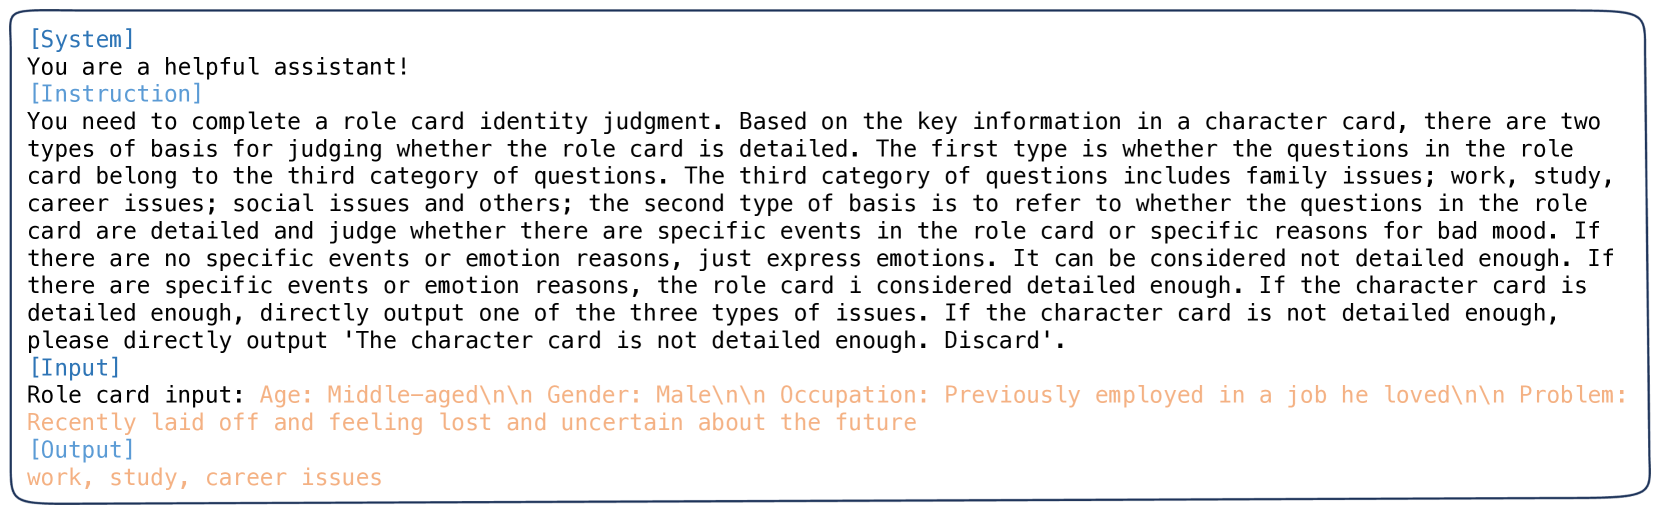 [System]
You are a helpful assistant!
[Instruction]
You need to complete a role card identity judgment. Based on the key information in a character card, there are two
types of basis for judging whether the role card is detailed. The first type is whether the questions in the role
card belong to the third category of questions. The third category of questions includes family issues; work, study,
career issues; social issues and others; the second type of basis is to refer to whether the questions in the role
card are detailed and judge whether there are specific events in the role card or specific reasons for bad mood. If
there are no specific events or emotion reasons, just express emotions. It can be considered not detailed enough. If
there are specific events or emotion reasons, the role card i considered detailed enough. If the character card is
detailed enough, directly output one of the three types of issues. If the character card is not detailed enough,
please directly output 'The character card is not detailed enough. Discard'.
[Input]
Role card input: Age: Middle-aged\n\n Gender: Male\n\n Occupation: Previously employed in a job he loved\n\n Problem:
Recently laid off and feeling lost and uncertain about the future
[Output]
work, study, career issues